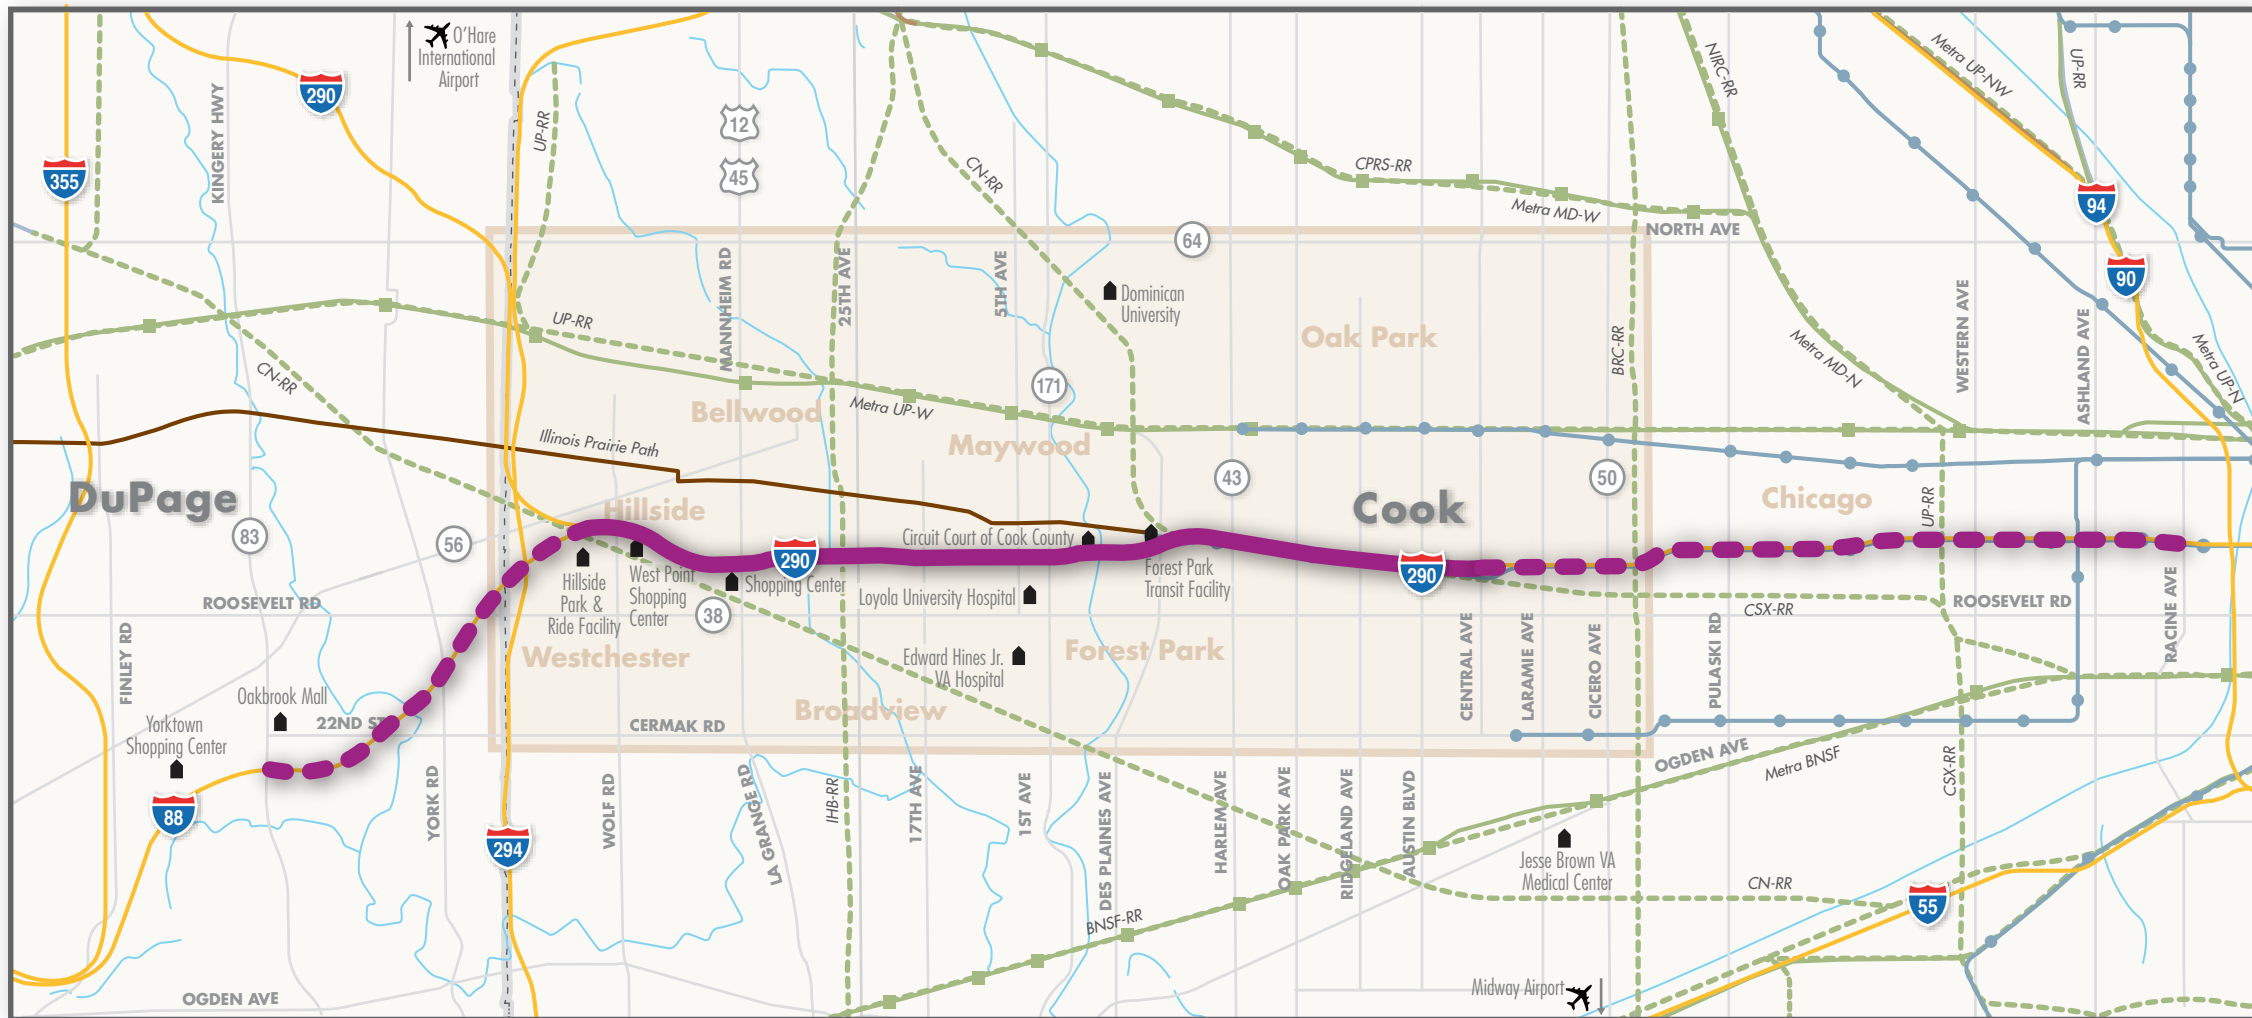 O'Hare
International
Airport
290
KINGERY HWY
UP-RR
12
45
355
CN-RR
CPRS-RR
Metra MD-W
NIRC-RR
Metra UP-NW
UP-RR
94
90
64
NORTH AVE
MANNHEIM RD
25TH AVE
5TH AVE
Dominican
University
Oak Park
BRC-RR
WESTERN AVE
ASHLAND AVE
Metra MD-N
Metra UP-N
UP-RR
CN-RR
171
Bellwood
Metra UP-W
Maywood
Illinois Prairie Path
DuPage
83
56
Hillside
43
Cook
50
Chicago
UP-RR
Circuit Court of Cook County
290
Forest Park
Transit Facility
290
Hillside
Park &
Ride Facility
West Point
Shopping
Center
Shopping Center
38
Loyola University Hospital
ROOSEVELT RD
CSX-RR
ROOSEVELT RD
RACINE AVE
FINLEY RD
Westchester
Edward Hines Jr.
VA Hospital
Forest Park
CENTRAL AVE
LARAMIE AVE
CICERO AVE
PULASKI RD
Oakbrook Mall
22ND ST
Yorktown
Shopping Center
CERMAK RD
Broadview
OGDEN AVE
Metra BNSF
CSX-RR
88
YORK RD
294
WOLF RD
LA GRANGE RD
IHB-RR
17TH AVE
1ST AVE
DES PLAINES AVE
HARLEM AVE
OAK PARK AVE
RIDGELAND AVE
AUSTIN BLVD
Jesse Brown VA
Medical Center
CN-RR
55
BNSF-RR
Midway Airport
OGDEN AVE